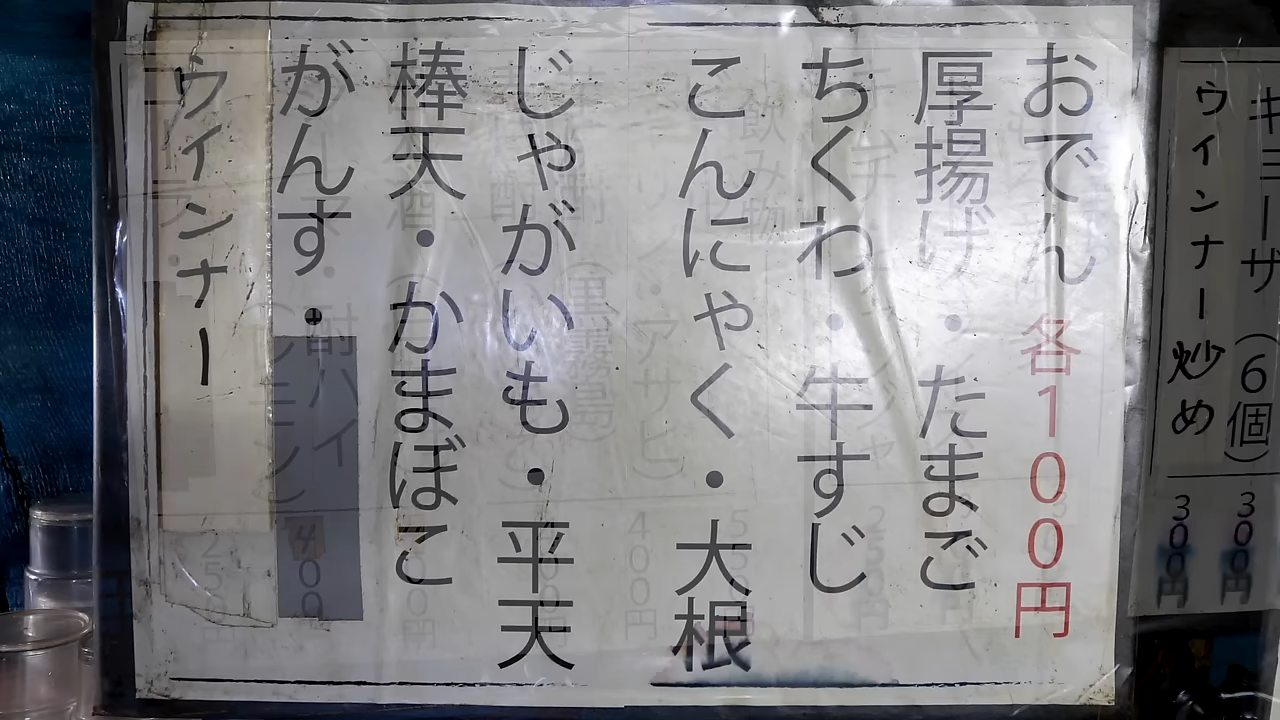 キョーサ（6個）300円
ウインナー炒め 300円
おでん 各100円
厚揚げ・たまご
ちくわ・牛すじ
こんにゃく・大根
じゃがいも・平天
棒天・かまぼこ
がんす・
ウィンナー